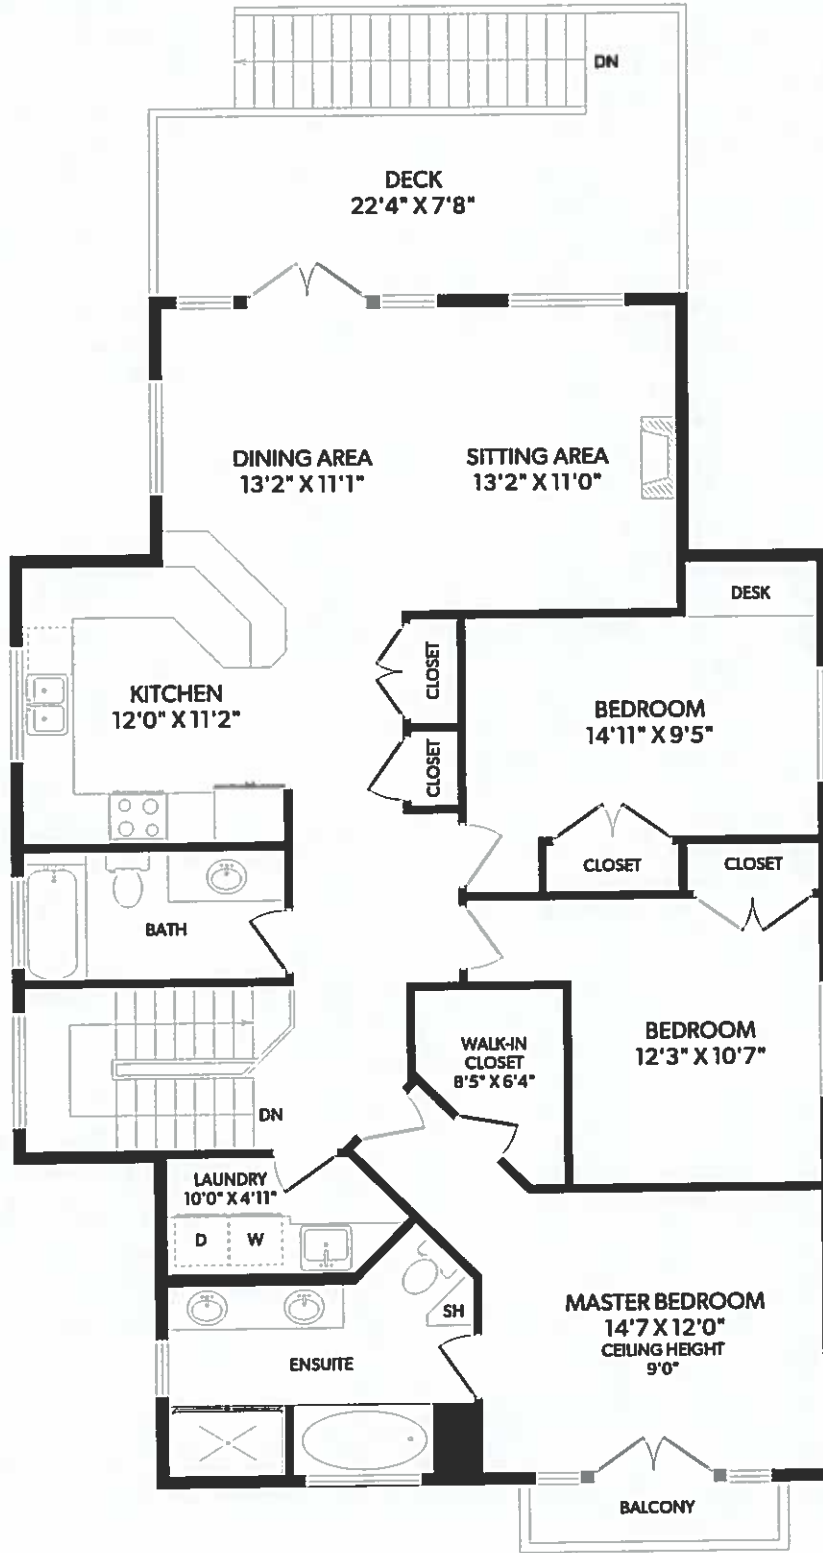 DN
DECK
22'4" X 7'8"
DINING AREA
13'2" X 11'1"
SITTING AREA
13'2" X 11'0"
DESK
CLOSET
KITCHEN
12'0" X 11'2"
BEDROOM
14'11" X 9'5"
CLOSET
CLOSET
CLOSET
BATH
WALK-IN
CLOSET
8'5" X 6'4"
BEDROOM
12'3" X 10'7"
DN
LAUNDRY
10'0" X 4'11"
D
W
SH
MASTER BEDROOM
14'7 X 12'0"
CEILING HEIGHT
9'0"
ENSUITE
BALCONY